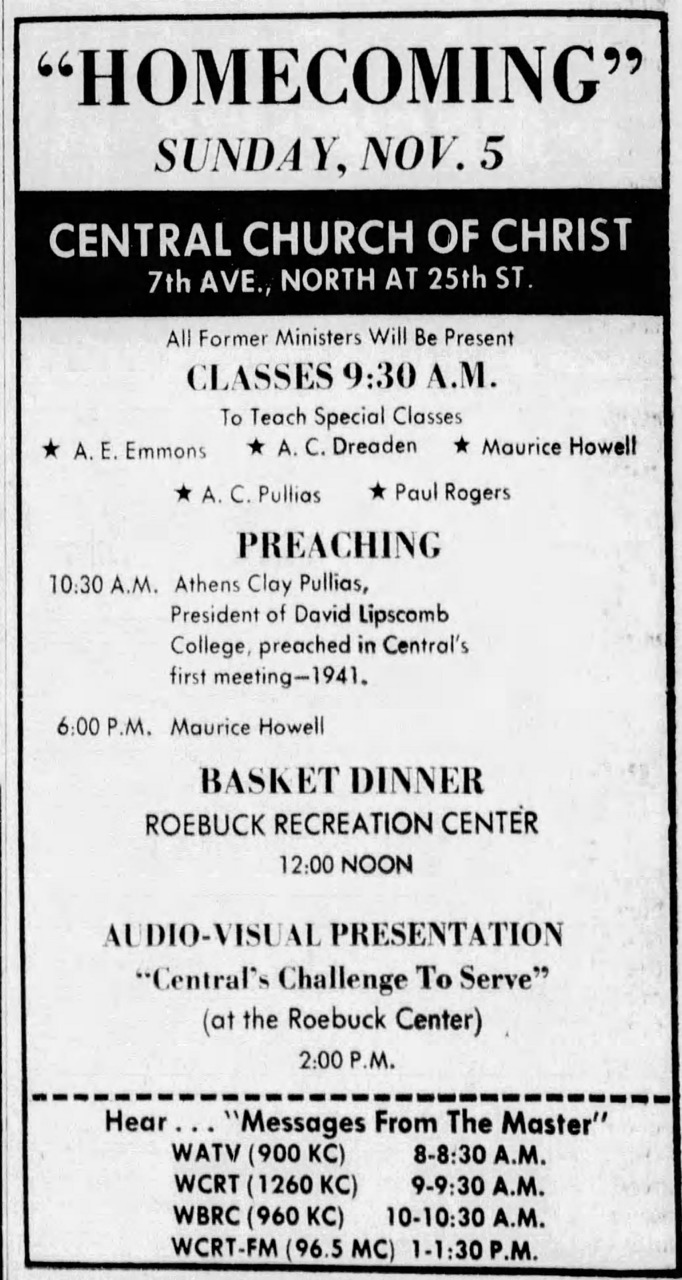 “HOMECOMING”
SUNDAY, NOV. 5
CENTRAL CHURCH OF CHRIST
7th AVE., NORTH AT 25th ST.
All Former Ministers Will Be Present
CLASSES 9:30 A.M.
To Teach Special Classes
★ A. E. Emmons ★ A. C. Dreaden ★ Maurice Howell
★ A. C. Pullias ★ Paul Rogers
PREACHING
10:30 A.M. Athens Clay Pullias,
President of David Lipscomb
College, preached in Central's
first meeting—1941.
6:00 P.M. Maurice Howell
BASKET DINNER
ROEBUCK RECREATION CENTER
12:00 NOON
AUDIO-VISUAL PRESENTATION
“Central's Challenge To Serve”
(at the Roebuck Center)
2:00 P.M.
Hear . . . "Messages From The Master"
WATV (900 KC) 8-8:30 A.M.
WCRT (1260 KC) 9-9:30 A.M.
WBRC (960 KC) 10-10:30 A.M.
WCRT-FM (96.5 MC) 1-1:30 P.M.